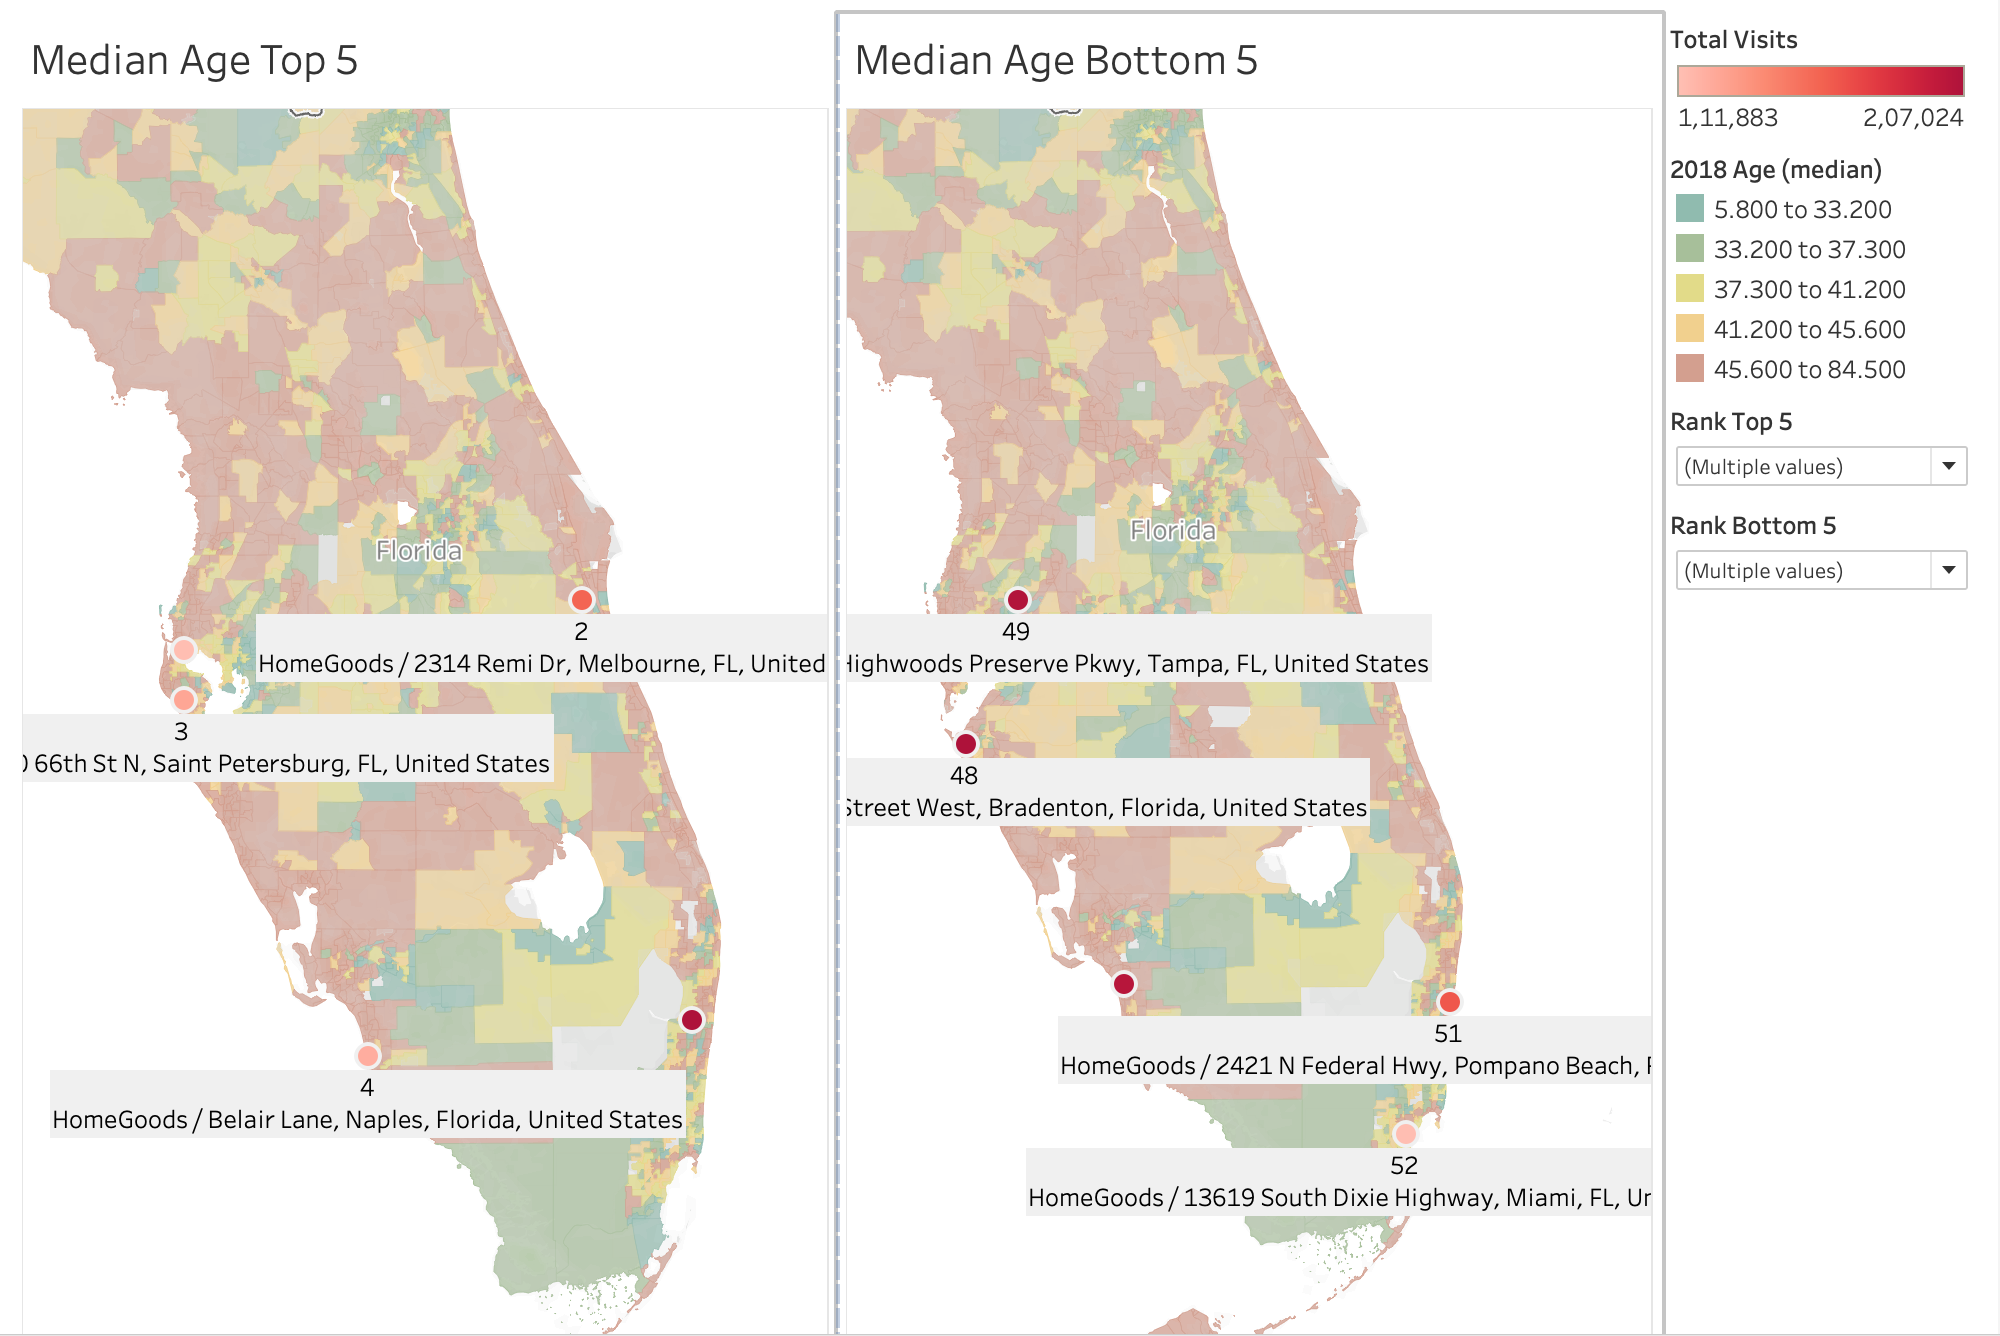 Median Age Top 5
Florida
2
HomeGoods / 2314 Remi Dr, Melbourne, FL, United
3
66th St N, Saint Petersburg, FL, United States
4
HomeGoods / Belair Lane, Naples, Florida, United States
Median Age Bottom 5
Florida
49
Highwoods Preserve Pkwy, Tampa, FL, United States
48
Street West, Bradenton, Florida, United States
51
HomeGoods / 2421 N Federal Hwy, Pompano Beach,
52
HomeGoods / 13619 South Dixie Highway, Miami, FL,
Total Visits
1,11,883 2,07,024
2018 Age (median)
5.800 to 33.200
33.200 to 37.300
37.300 to 41.200
41.200 to 45.600
45.600 to 84.500
Rank Top 5
(Multiple values)
Rank Bottom 5
(Multiple values)